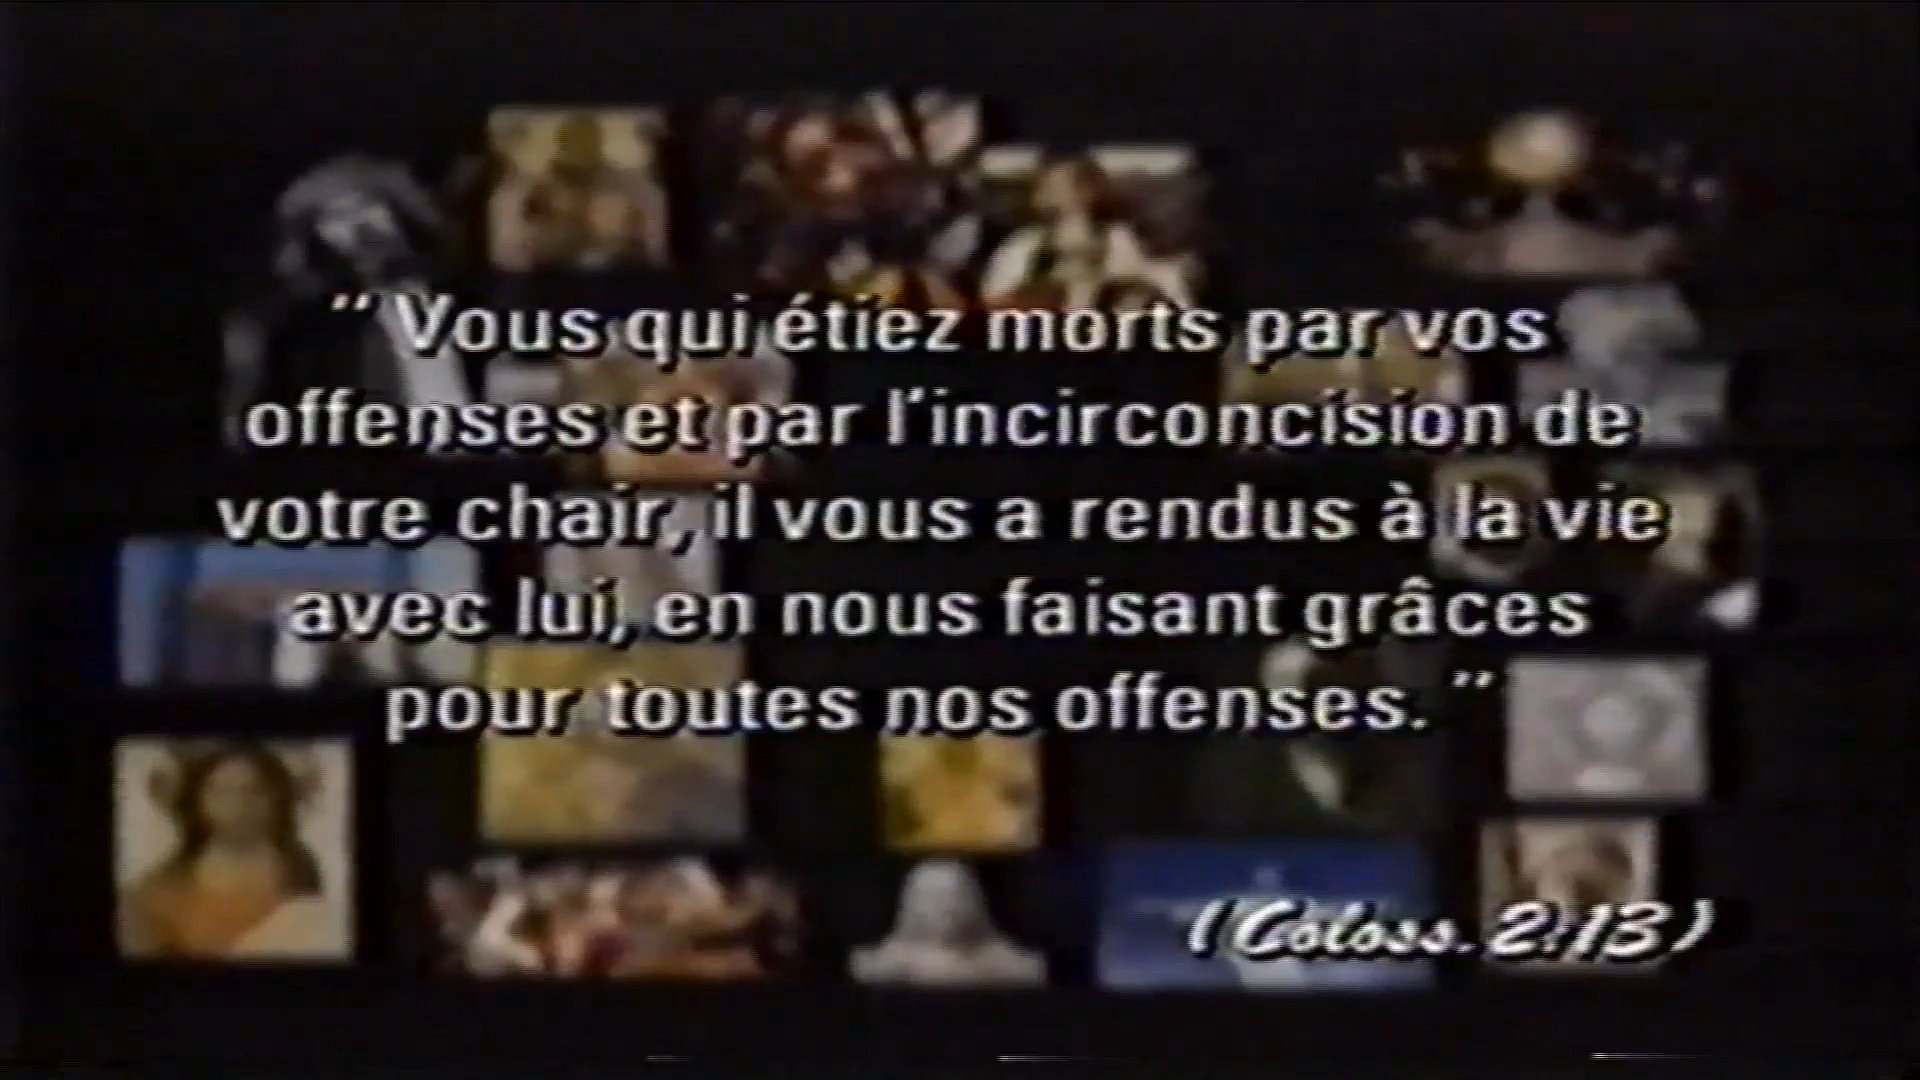 " Vous qui étiez morts par vos
offenses et par l'incirconcision de
votre chair, il vous a rendus à la vie
avec lui, en nous faisant grâces
pour toutes nos offenses. "
(Coloss. 2:13)